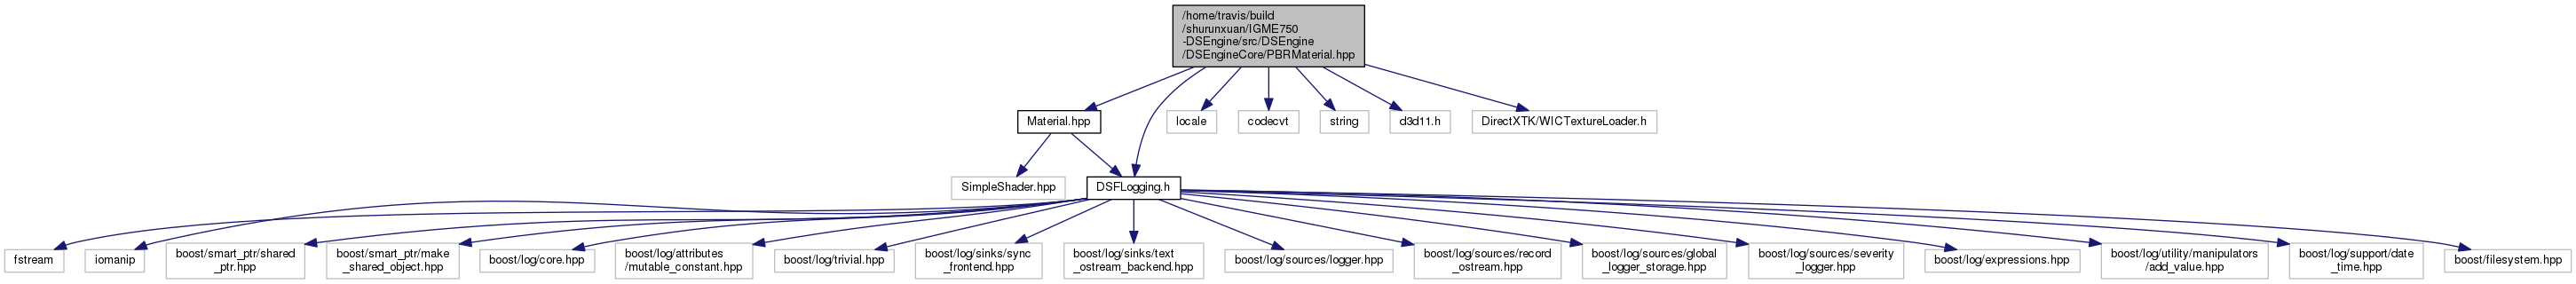 /home/travis/build
/shurunxuan/IGME750
-DSEngine/src/DSEngine
/DSEngineCore/PBRMaterial.hpp
Material.hpp
locale
codecvt
string
d3d11.h
DirectXTK/WICTextureLoader.h
SimpleShader.hpp
DSFLogging.h
fstream
iomanip
boost/smart_ptr/shared
_ptr.hpp
boost/smart_ptr/make
_shared_object.hpp
boost/log/core.hpp
boost/log/attributes
/mutable_constant.hpp
boost/log/trivial.hpp
boost/log/sinks/sync
_frontend.hpp
boost/log/sinks/text
_ostream_backend.hpp
boost/log/sources/logger.hpp
boost/log/sources/record
_ostream.hpp
boost/log/sources/global
_logger_storage.hpp
boost/log/sources/severity
_logger.hpp
boost/log/expressions.hpp
boost/log/utility/manipulators
/add_value.hpp
boost/log/support/date
_time.hpp
boost/filesystem.hpp